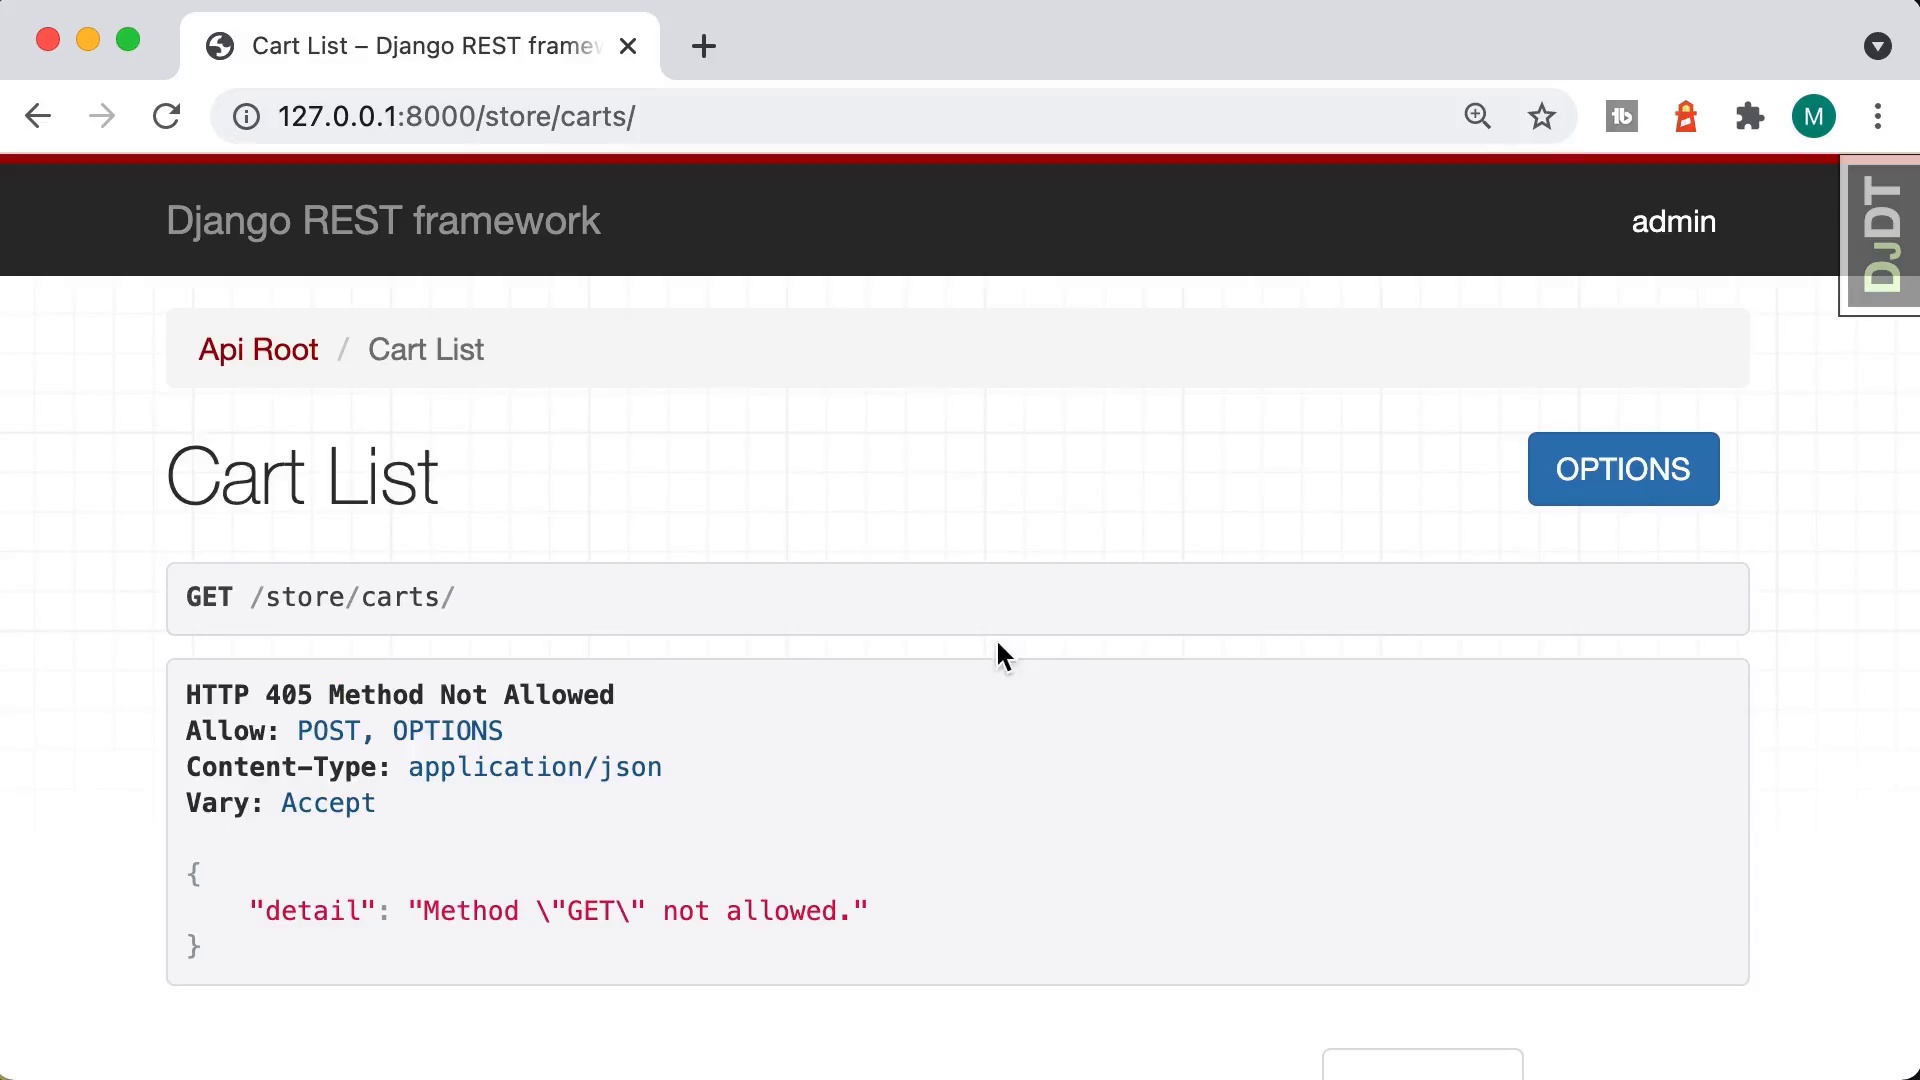 Cart List – Django REST framew
127.0.0.1:8000/store/carts/
M
Django REST framework
admin
DJDT
Api Root / Cart List
Cart List
OPTIONS
GET /store/carts/
HTTP 405 Method Not Allowed
Allow: POST, OPTIONS
Content-Type: application/json
Vary: Accept
{
    "detail": "Method \"GET\" not allowed."
}